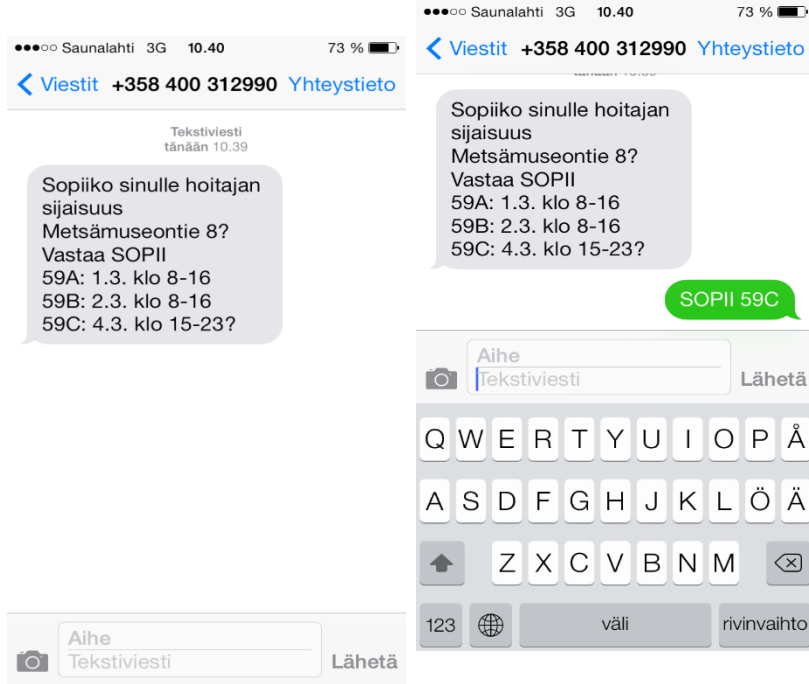 Saunalahti 3G 10.40 73 %
Viestit +358 400 312990 Yhteystieto
Tekstiviesti
tänään 10.39
Sopiiko sinulle hoitajan
sijaisuus
Metsämuseontie 8?
Vastaa SOPII
59A: 1.3. klo 8-16
59B: 2.3. klo 8-16
59C: 4.3. klo 15-23?
Aihe
Tekstiviesti
Lähetä
Saunalahti 3G 10.40 73 %
Viestit +358 400 312990 Yhteystieto
Sopiiko sinulle hoitajan
sijaisuus
Metsämuseontie 8?
Vastaa SOPII
59A: 1.3. klo 8-16
59B: 2.3. klo 8-16
59C: 4.3. klo 15-23?
SOPII 59C
Aihe
Tekstiviesti
Lähetä
Q W E R T Y U I O P Å
A S D F G H J K L Ö Ä
Z X C V B N M
123 väli rivinvaihto